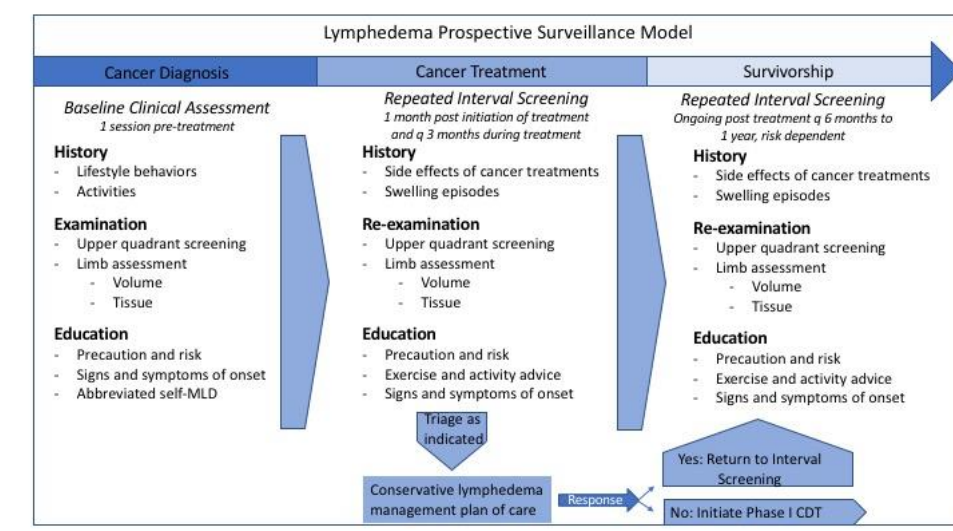 Lymphedema Prospective Surveillance Model
Cancer Diagnosis
Cancer Treatment
Survivorship
Baseline Clinical Assessment
1 session pre-treatment
History
- Lifestyle behaviors
- Activities
Examination
- Upper quadrant screening
- Limb assessment
- Volume
- Tissue
Education
- Precaution and risk
- Signs and symptoms of onset
- Abbreviated self-MLD
Repeated Interval Screening
1 month post initiation of treatment
and q 3 months during treatment
History
- Side effects of cancer treatments
- Swelling episodes
Re-examination
- Upper quadrant screening
- Limb assessment
- Volume
- Tissue
Education
- Precaution and risk
- Exercise and activity advice
- Signs and symptoms of onset
Triage as
indicated
Conservative lymphedema
management plan of care
Response
Repeated Interval Screening
Ongoing post treatment q 6 months to
1 year, risk dependent
History
- Side effects of cancer treatments
- Swelling episodes
Re-examination
- Upper quadrant screening
- Limb assessment
- Volume
- Tissue
Education
- Precaution and risk
- Exercise and activity advice
- Signs and symptoms of onset
Yes: Return to Interval
Screening
No: Initiate Phase I CDT